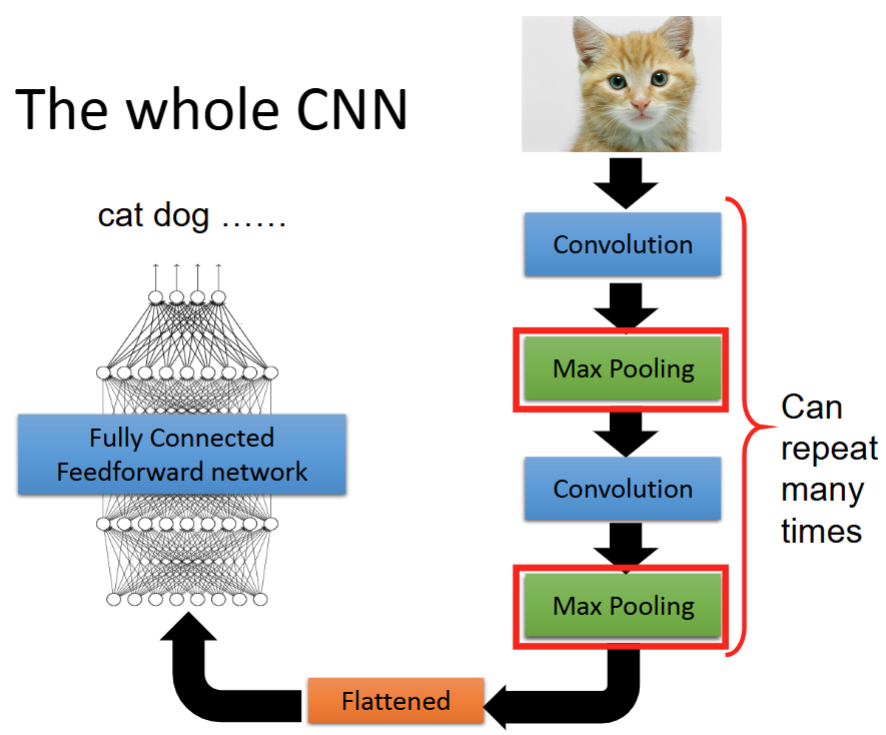 The whole CNN
cat dog ……
Convolution
Max Pooling
Convolution
Max Pooling
Can
repeat
many
times
Flattened
Fully Connected
Feedforward network